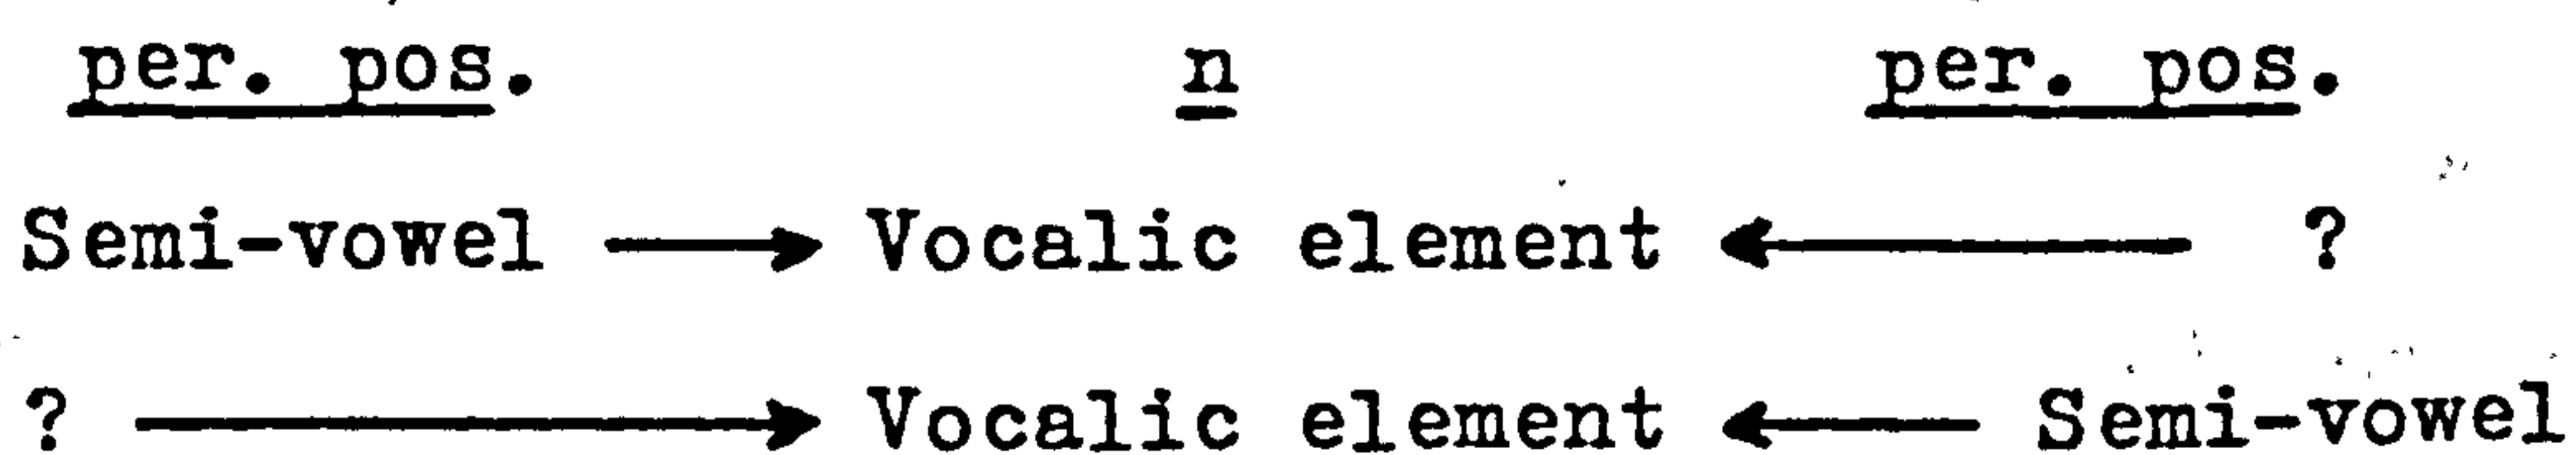 per. pos. n per. pos.
Semi-vowel ⟶ Vocalic element ⟵ ?
? ⟶ Vocalic element ⟵ Semi-vowel